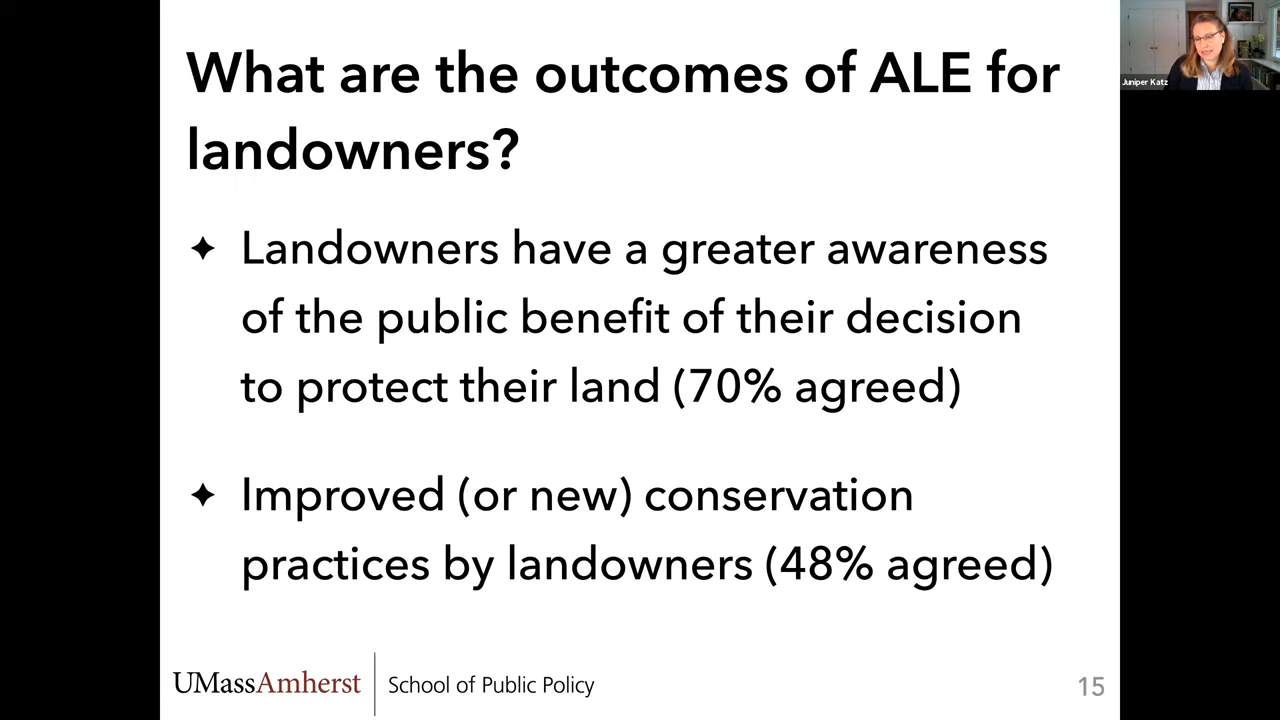 What are the outcomes of ALE for
landowners?
✦ Landowners have a greater awareness
of the public benefit of their decision
to protect their land (70% agreed)
✦ Improved (or new) conservation
practices by landowners (48% agreed)
UMassAmherst | School of Public Policy
15
Juniper Katz